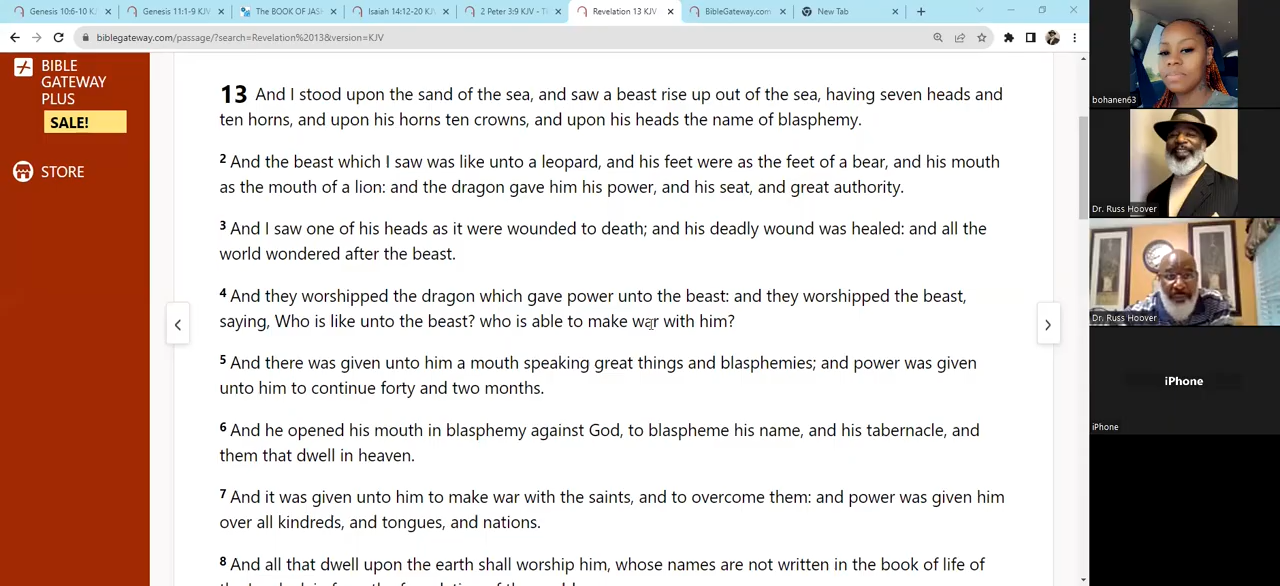 Genesis 10:6-10 KJ
Genesis 11:1-9 KJV
The BOOK OF JAS
Isaiah 14:12-20 KJV
2 Peter 3:9 KJV - T
Revelation 13 KJV
BibleGateway.com
New Tab
biblegateway.com/passage/?search=Revelation%2013&version=KJV
BIBLE
GATEWAY
PLUS
SALE!
STORE
13 And I stood upon the sand of the sea, and saw a beast rise up out of the sea, having seven heads and
ten horns, and upon his horns ten crowns, and upon his heads the name of blasphemy.
2 And the beast which I saw was like unto a leopard, and his feet were as the feet of a bear, and his mouth
as the mouth of a lion: and the dragon gave him his power, and his seat, and great authority.
3 And I saw one of his heads as it were wounded to death; and his deadly wound was healed: and all the
world wondered after the beast.
4 And they worshipped the dragon which gave power unto the beast: and they worshipped the beast,
saying, Who is like unto the beast? who is able to make war with him?
5 And there was given unto him a mouth speaking great things and blasphemies; and power was given
unto him to continue forty and two months.
6 And he opened his mouth in blasphemy against God, to blaspheme his name, and his tabernacle, and
them that dwell in heaven.
7 And it was given unto him to make war with the saints, and to overcome them: and power was given him
over all kindreds, and tongues, and nations.
8 And all that dwell upon the earth shall worship him, whose names are not written in the book of life of
bohanen63
Dr. Russ Hoover
Dr. Russ Hoover
iPhone
iPhone